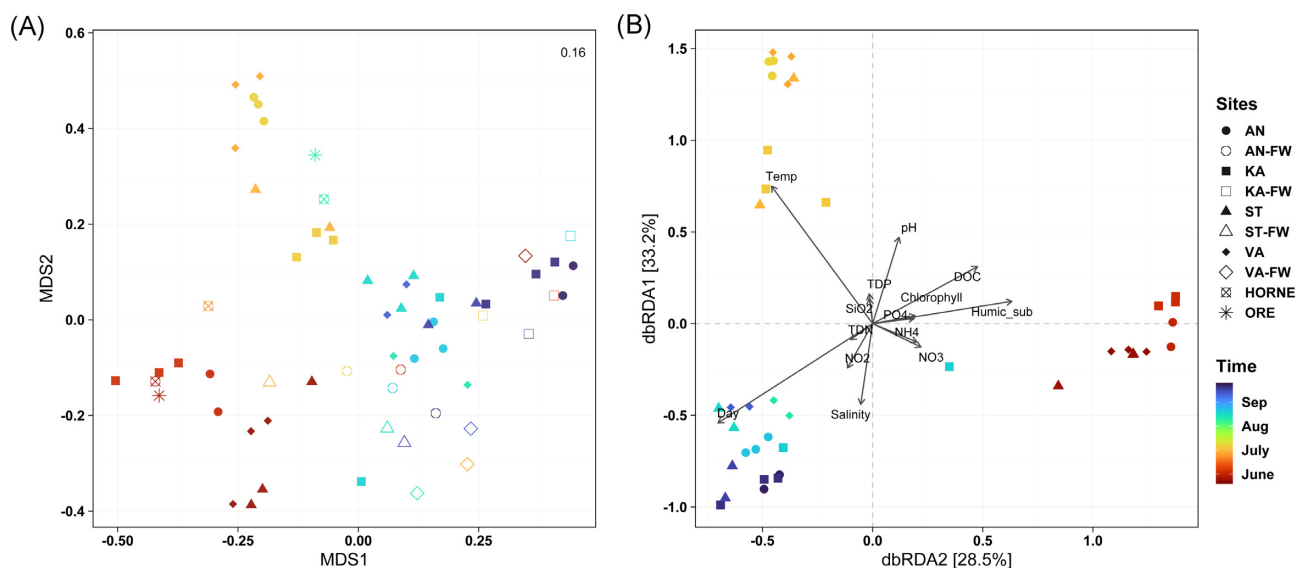 (A)
0.16
0.6
0.4
0.2
0.0
-0.2
-0.4
MDS2
-0.50
-0.25
0.00
0.25
MDS1
(B)
1.5
1.0
0.5
0.0
-0.5
-1.0
dbRDA1 [33.2%]
Temp
pH
DOC
TDP
Chlorophyll
SiO2
PO4
Humic_sub
TDN
NH4
NO2
NO3
Day
Salinity
-0.5
0.0
0.5
1.0
dbRDA2 [28.5%]
Sites
AN
AN-FW
KA
KA-FW
ST
ST-FW
VA
VA-FW
HORNE
ORE
Time
Sep
Aug
July
June